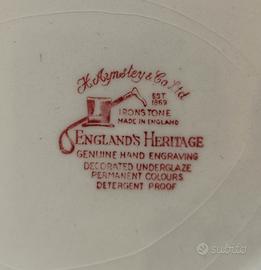 H. Aynsley & Co Ltd
EST
1869
IRONSTONE
MADE IN ENGLAND
ENGLAND'S HERITAGE
GENUINE HAND ENGRAVING
DECORATED UNDERGLAZE
PERMANENT COLOURS
DETERGENT PROOF
subito